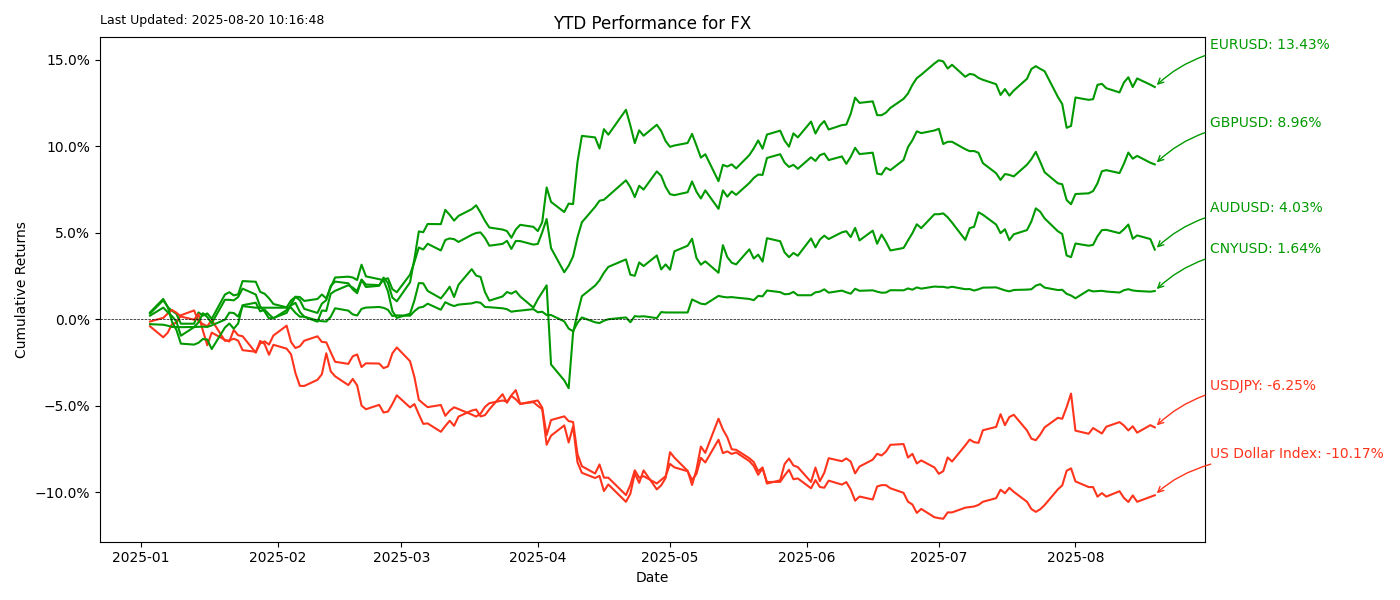 Last Updated: 2025-08-20 10:16:48
YTD Performance for FX
Cumulative Returns
15.0%
10.0%
5.0%
0.0%
−5.0%
−10.0%
EURUSD: 13.43%
GBPUSD: 8.96%
AUDUSD: 4.03%
CNYUSD: 1.64%
USDJPY: -6.25%
US Dollar Index: -10.17%
2025-01 2025-02 2025-03 2025-04 2025-05 2025-06 2025-07 2025-08
Date